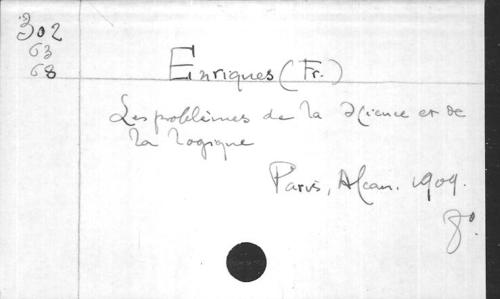 302
63
68
Enriques (Fr.)
Les problèmes de la Science et de
la logique
Paris, Alcan. 1909.
8°.